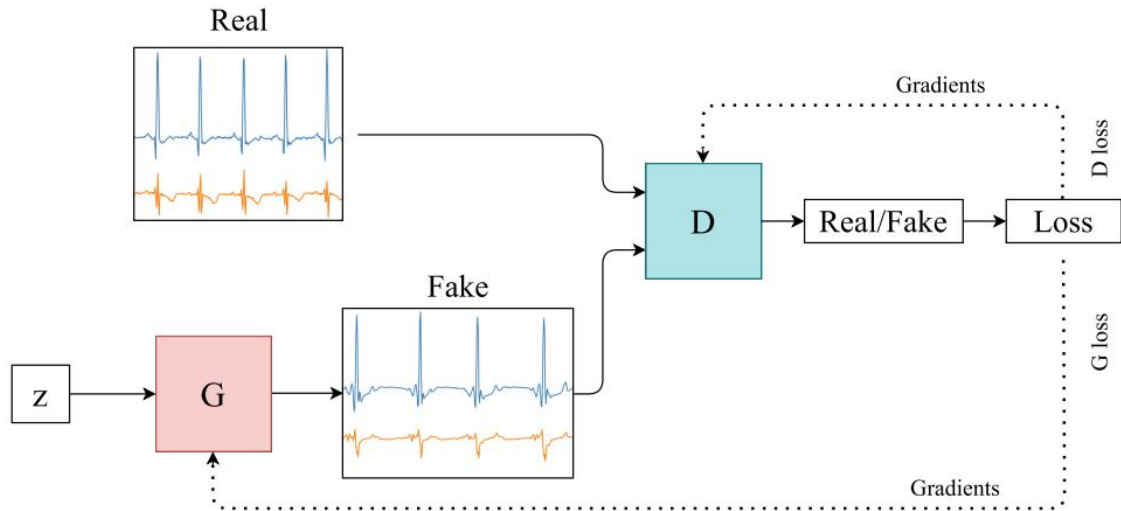 Real
Gradients
D loss
D
Real/Fake
Loss
Fake
G loss
z
G
Gradients